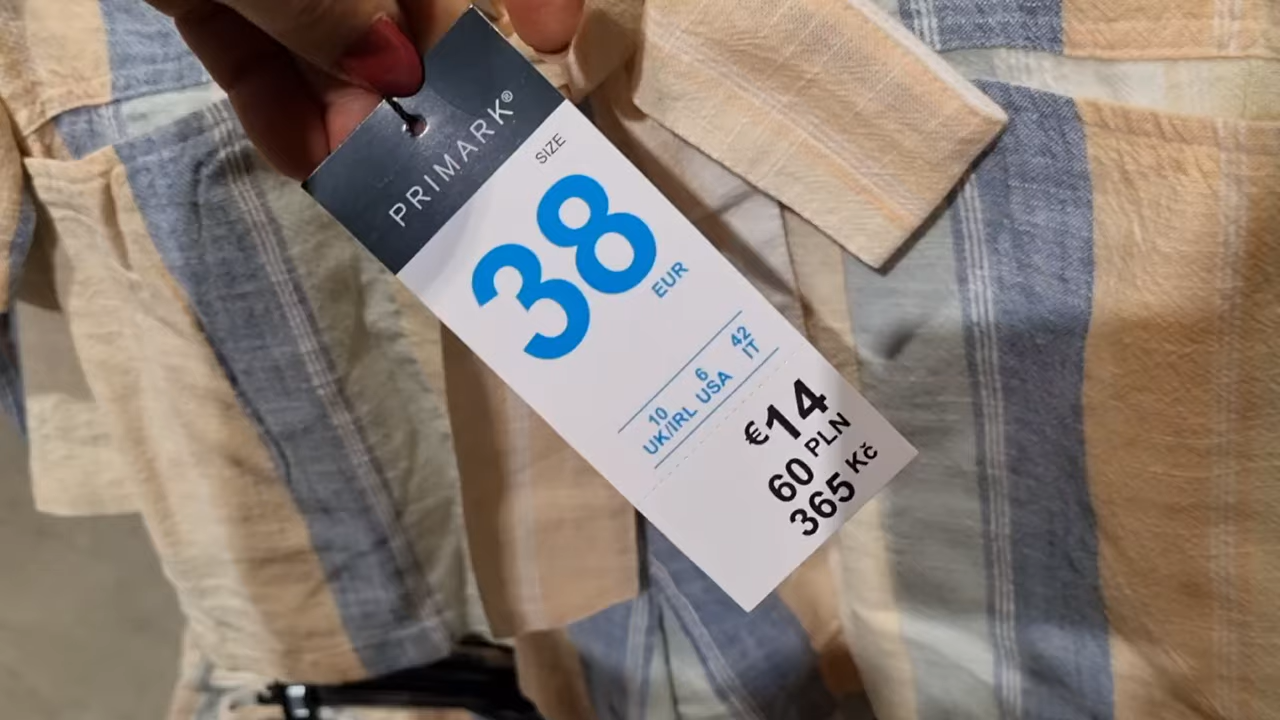 PRIMARK®
SIZE
38
EUR
10 6 42
UK/IRL USA IT
€14
60 PLN
365 Kč